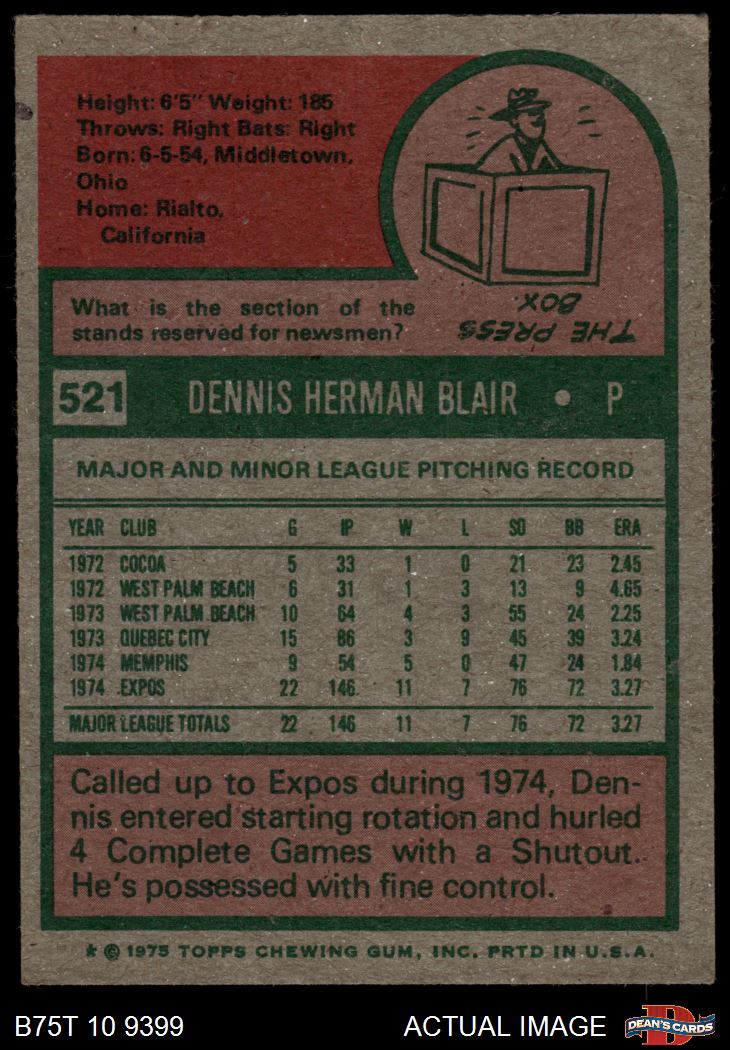 Height: 6'5" Weight: 185
Throws: Right Bats: Right
Born: 6-5-54, Middletown,
Ohio
Home: Rialto,
California
What is the section of the
stands reserved for newsmen?
THE PRESS
BOX.
521 DENNIS HERMAN BLAIR • P
MAJOR AND MINOR LEAGUE PITCHING RECORD
YEAR CLUB G IP W L SO BB ERA
1972 COCOA 5 33 1 0 21 23 2.45
1972 WEST PALM BEACH 6 31 1 3 13 9 4.65
1973 WEST PALM BEACH 10 64 4 3 55 24 2.25
1973 QUEBEC CITY 15 86 3 9 45 39 3.24
1974 MEMPHIS 9 54 5 0 47 24 1.84
1974 EXPOS 22 146 11 7 76 72 3.27
MAJOR LEAGUE TOTALS 22 146 11 7 76 72 3.27
Called up to Expos during 1974, Den-
nis entered starting rotation and hurled
4 Complete Games with a Shutout.
He's possessed with fine control.
* © 1975 TOPPS CHEWING GUM, INC. PRTD IN U.S.A.
B75T 10 9399 ACTUAL IMAGE D DEAN'S CARDS